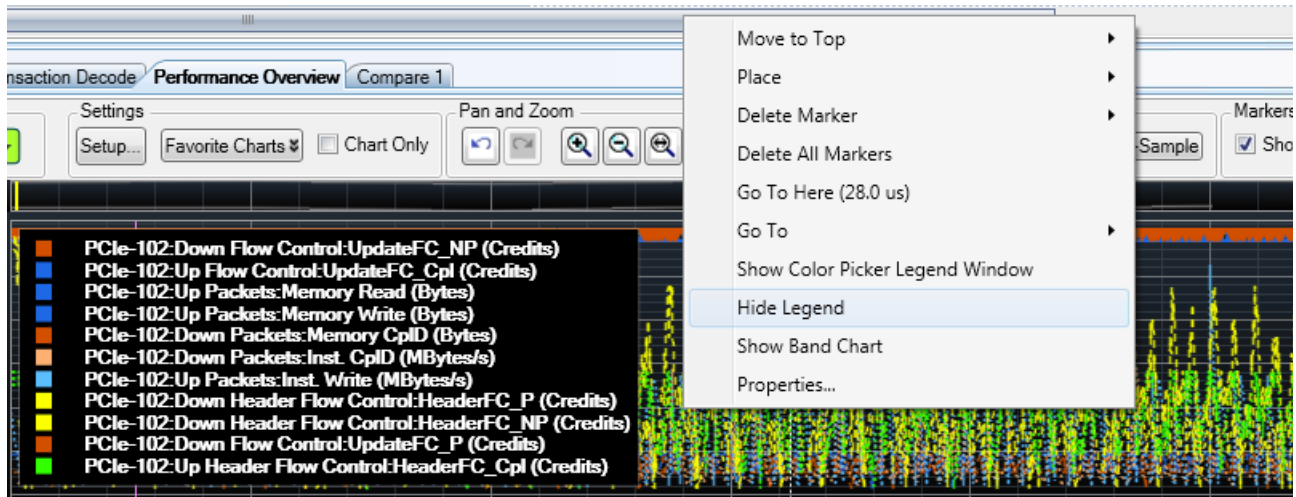 Move to Top
Place
Delete Marker
Delete All Markers
Go To Here (28.0 us)
Go To
Show Color Picker Legend Window
Hide Legend
Show Band Chart
Properties...
Decode Performance Overview Compare 1
Settings
Setup... Favorite Charts Chart Only
Pan and Zoom
-Sample
Markers
PCIe-102:Down Flow Control:UpdateFC_NP (Credits)
PCIe-102:Up Flow Control:UpdateFC_Cpl (Credits)
PCIe-102:Up Packets:Memory Read (Bytes)
PCIe-102:Up Packets:Memory Write (Bytes)
PCIe-102:Down Packets:Memory CplD (Bytes)
PCIe-102:Down Packets:Inst. CplD (MBytes/s)
PCIe-102:Up Packets:Inst. Write (MBytes/s)
PCIe-102:Down Header Flow Control:HeaderFC_P (Credits)
PCIe-102:Down Header Flow Control:HeaderFC_NP (Credits)
PCIe-102:Down Flow Control:UpdateFC_P (Credits)
PCIe-102:Up Header Flow Control:HeaderFC_Cpl (Credits)